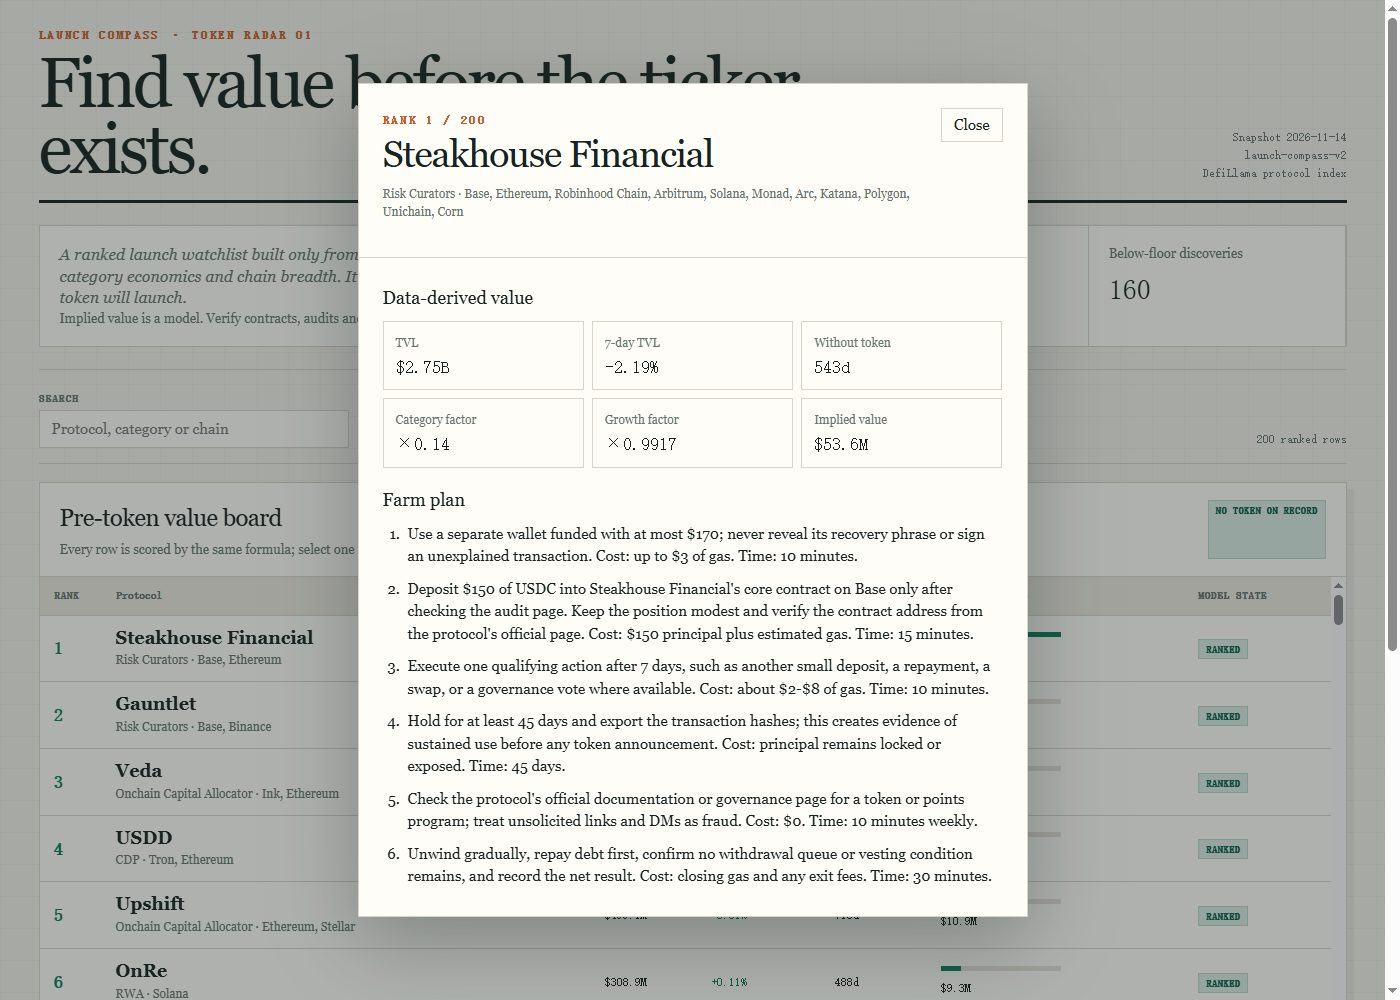 LAUNCH COMPASS · TOKEN RADAR 01
Find value before the ticker
exists.
Snapshot 2026-11-14
launch-compass-v2
DefiLlama protocol index
A ranked launch watchlist built only from
category economics and chain breadth. It
token will launch.
Implied value is a model. Verify contracts, audits an
Below-floor discoveries
160
SEARCH
Protocol, category or chain
200 ranked rows
Pre-token value board
Every row is scored by the same formula; select one
NO TOKEN ON RECORD
RANK Protocol MODEL STATE
1 Steakhouse Financial RANKED
Risk Curators · Base, Ethereum
2 Gauntlet RANKED
Risk Curators · Base, Binance
3 Veda RANKED
Onchain Capital Allocator · Ink, Ethereum
4 USDD RANKED
CDP · Tron, Ethereum
5 Upshift $10.9M RANKED
Onchain Capital Allocator · Ethereum, Stellar
6 OnRe $308.9M +0.11% 488d $9.3M RANKED
RWA · Solana
RANK 1 / 200
Close
Steakhouse Financial
Risk Curators · Base, Ethereum, Robinhood Chain, Arbitrum, Solana, Monad, Arc, Katana, Polygon,
Unichain, Corn
Data-derived value
TVL
$2.75B
7-day TVL
-2.19%
Without token
543d
Category factor
×0.14
Growth factor
×0.9917
Implied value
$53.6M
Farm plan
1. Use a separate wallet funded with at most $170; never reveal its recovery phrase or sign
an unexplained transaction. Cost: up to $3 of gas. Time: 10 minutes.
2. Deposit $150 of USDC into Steakhouse Financial's core contract on Base only after
checking the audit page. Keep the position modest and verify the contract address from
the protocol's official page. Cost: $150 principal plus estimated gas. Time: 15 minutes.
3. Execute one qualifying action after 7 days, such as another small deposit, a repayment, a
swap, or a governance vote where available. Cost: about $2-$8 of gas. Time: 10 minutes.
4. Hold for at least 45 days and export the transaction hashes; this creates evidence of
sustained use before any token announcement. Cost: principal remains locked or
exposed. Time: 45 days.
5. Check the protocol's official documentation or governance page for a token or points
program; treat unsolicited links and DMs as fraud. Cost: $0. Time: 10 minutes weekly.
6. Unwind gradually, repay debt first, confirm no withdrawal queue or vesting condition
remains, and record the net result. Cost: closing gas and any exit fees. Time: 30 minutes.